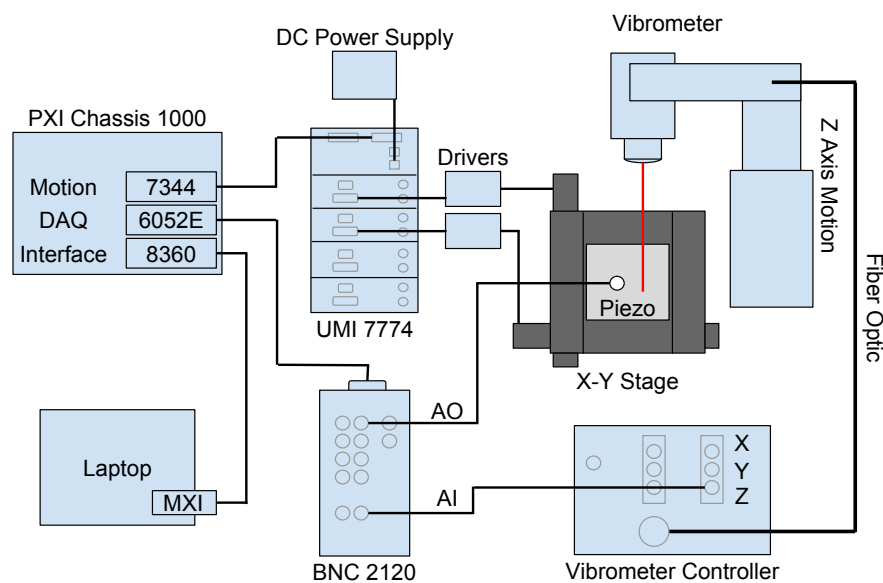 Vibrometer
DC Power Supply
PXI Chassis 1000
Motion 7344
DAQ 6052E
Interface 8360
Drivers
Z Axis Motion
Fiber Optic
Piezo
UMI 7774
X-Y Stage
AO
Laptop
MXI
AI
X
Y
Z
BNC 2120
Vibrometer Controller